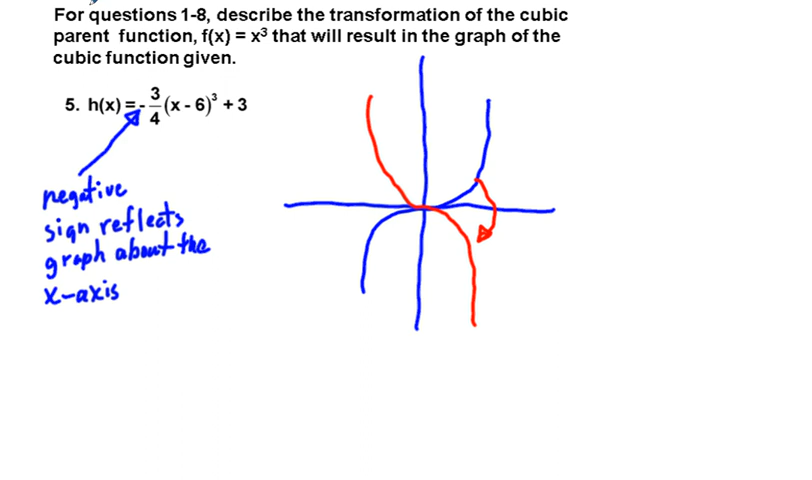 For questions 1-8, describe the transformation of the cubic
parent function, f(x) = x³ that will result in the graph of the
cubic function given.
5. h(x) = -3/4(x - 6)³ + 3
negative
sign reflects
graph about the
x-axis